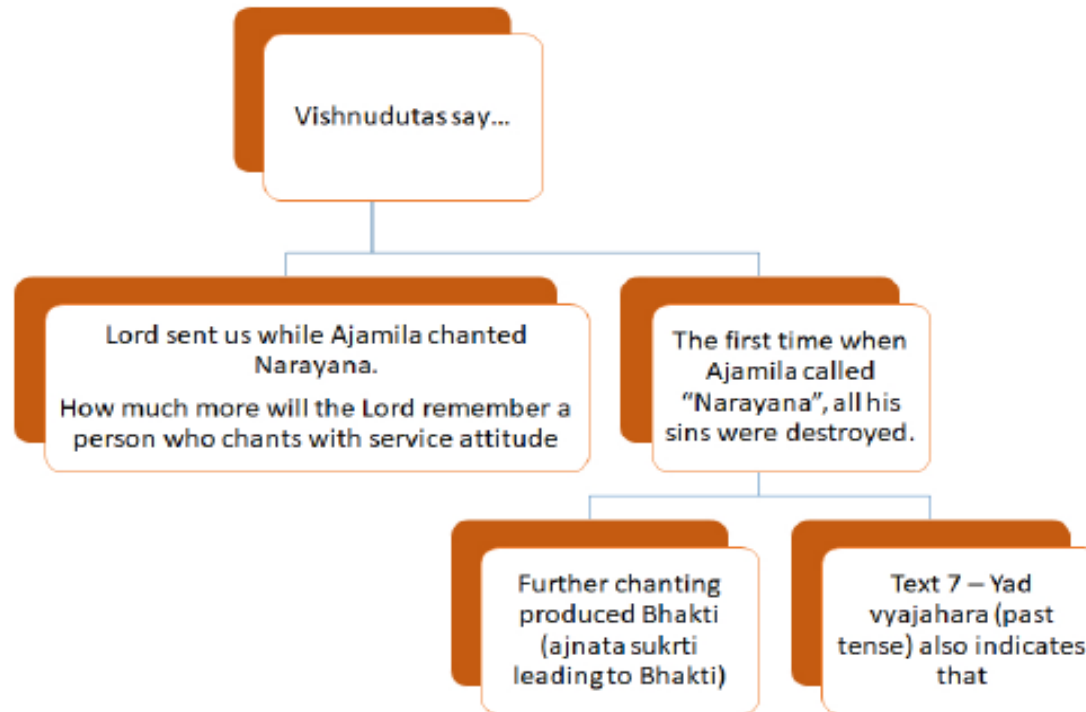 Vishnudutas say...
Lord sent us while Ajamila chanted
Narayana.
How much more will the Lord remember a
person who chants with service attitude
The first time when
Ajamila called
“Narayana”, all his
sins were destroyed.
Further chanting
produced Bhakti
(ajnata sukrti
leading to Bhakti)
Text 7 – Yad
vyajahara (past
tense) also indicates
that